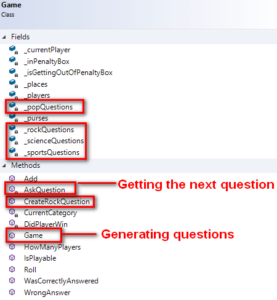 Game
Class
Fields
_currentPlayer
_inPenaltyBox
_isGettingOutOfPenaltyBox
_places
_players
_popQuestions
_purses
_rockQuestions
_scienceQuestions
_sportsQuestions
Methods
Add
AskQuestion
Getting the next question
CreateRockQuestion
CurrentCategory
DidPlayerWin
Game
Generating questions
HowManyPlayers
IsPlayable
Roll
WasCorrectlyAnswered
WrongAnswer